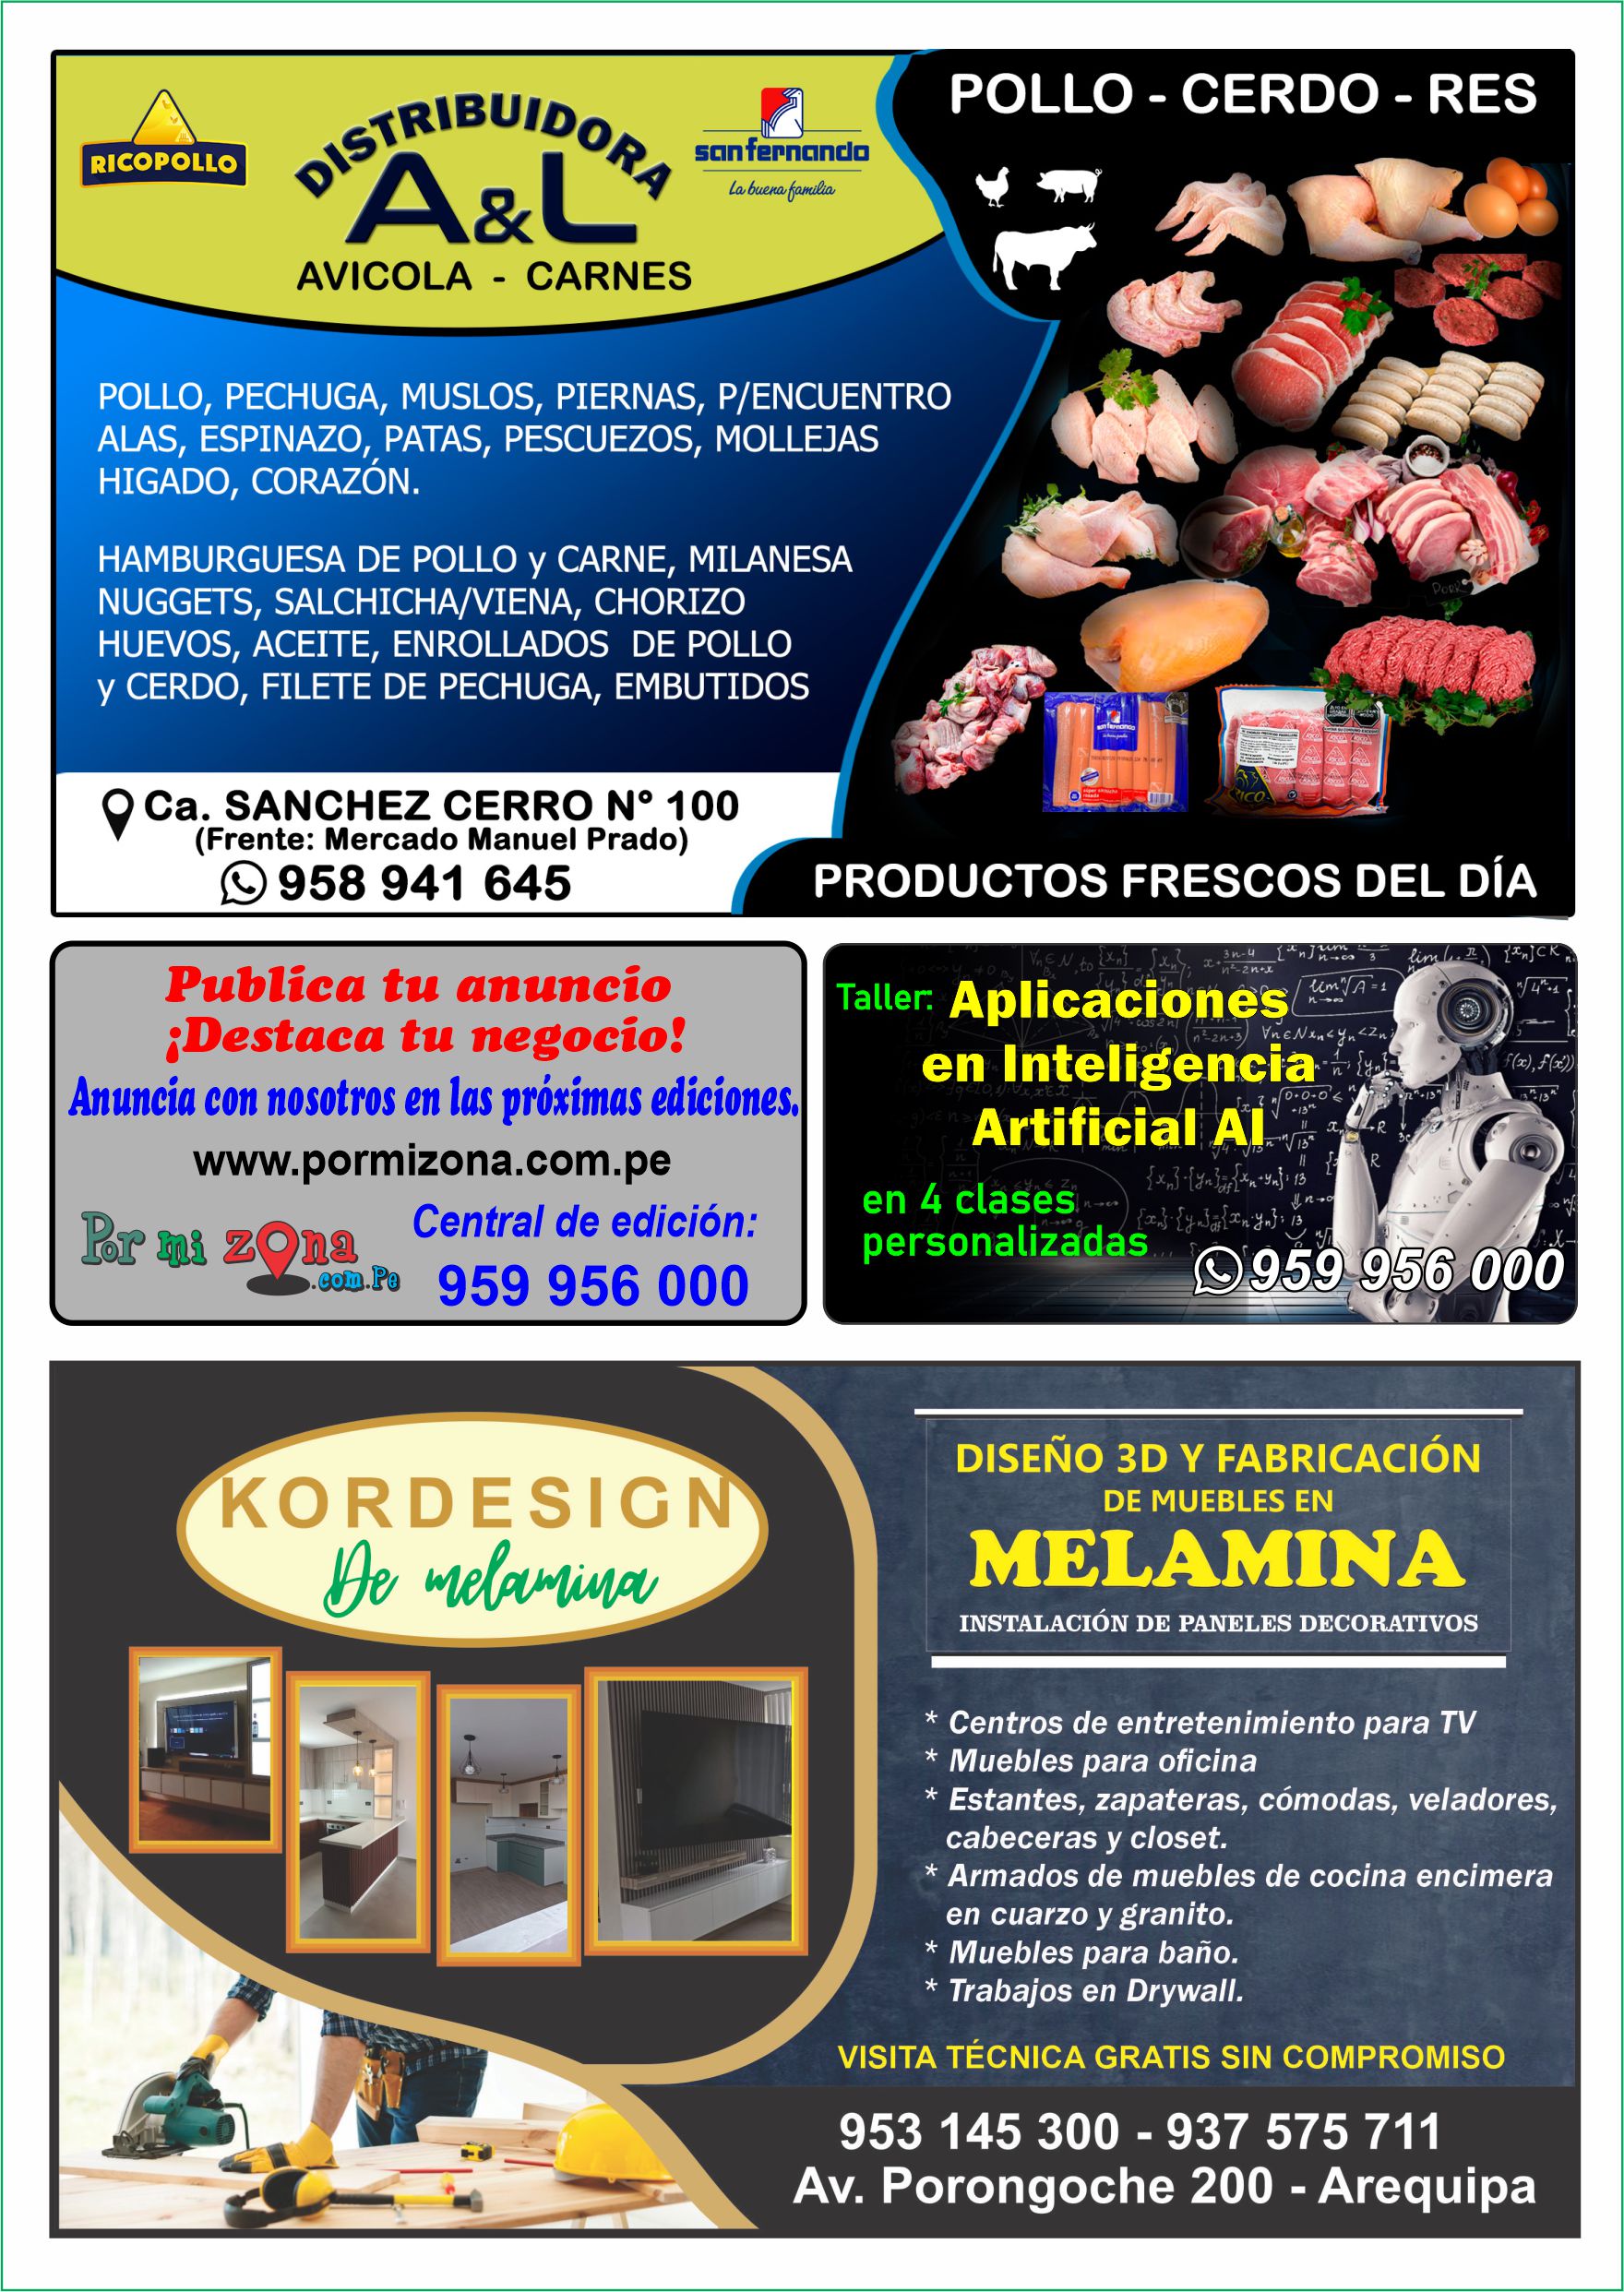 RICOPOLLO
DISTRIBUIDORA
A&L
AVICOLA - CARNES
sanfernando
La buena familia
POLLO - CERDO - RES
POLLO, PECHUGA, MUSLOS, PIERNAS, P/ENCUENTRO
ALAS, ESPINAZO, PATAS, PESCUEZOS, MOLLEJAS
HIGADO, CORAZÓN.
HAMBURGUESA DE POLLO y CARNE, MILANESA
NUGGETS, SALCHICHA/VIENA, CHORIZO
HUEVOS, ACEITE, ENROLLADOS DE POLLO
y CERDO, FILETE DE PECHUGA, EMBUTIDOS
Ca. SANCHEZ CERRO N° 100
(Frente: Mercado Manuel Prado)
958 941 645
PORK
sanfernando
RICO
PRODUCTOS FRESCOS DEL DÍA
Publica tu anuncio
¡Destaca tu negocio!
Anuncia con nosotros en las próximas ediciones.
www.pormizona.com.pe
Por mi zona
.com.Pe
Central de edición:
959 956 000
Taller: Aplicaciones
en Inteligencia
Artificial AI
en 4 clases
personalizadas
959 956 000
KORDESIGN
De melamina
DISEÑO 3D Y FABRICACIÓN
DE MUEBLES EN
MELAMINA
INSTALACIÓN DE PANELES DECORATIVOS
* Centros de entretenimiento para TV
* Muebles para oficina
* Estantes, zapateras, cómodas, veladores,
cabeceras y closet.
* Armados de muebles de cocina encimera
en cuarzo y granito.
* Muebles para baño.
* Trabajos en Drywall.
VISITA TÉCNICA GRATIS SIN COMPROMISO
953 145 300 - 937 575 711
Av. Porongoche 200 - Arequipa